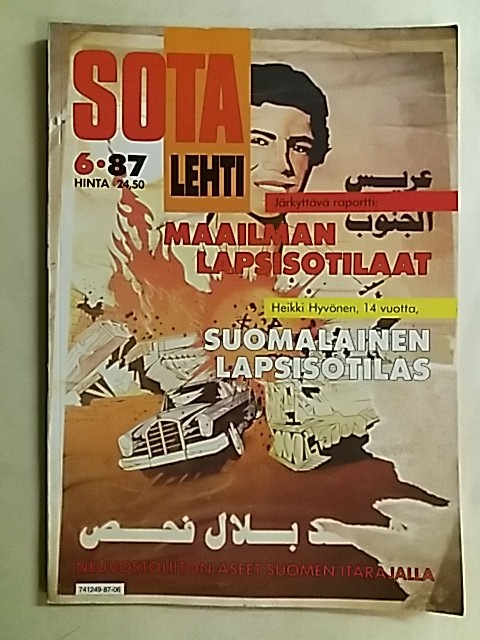 SOTA
LEHTI
6•87
HINTA 24,50
عريس
الجنوب
Järkyttävä raportti:
MAAILMAN
LAPSISOTILAAT
Heikki Hyvönen, 14 vuotta,
SUOMALAINEN
LAPSISOTILAS
بلال فحص
NEUVOSTOLIITON ASEET SUOMEN ITÄRAJALLA
741249-87-06